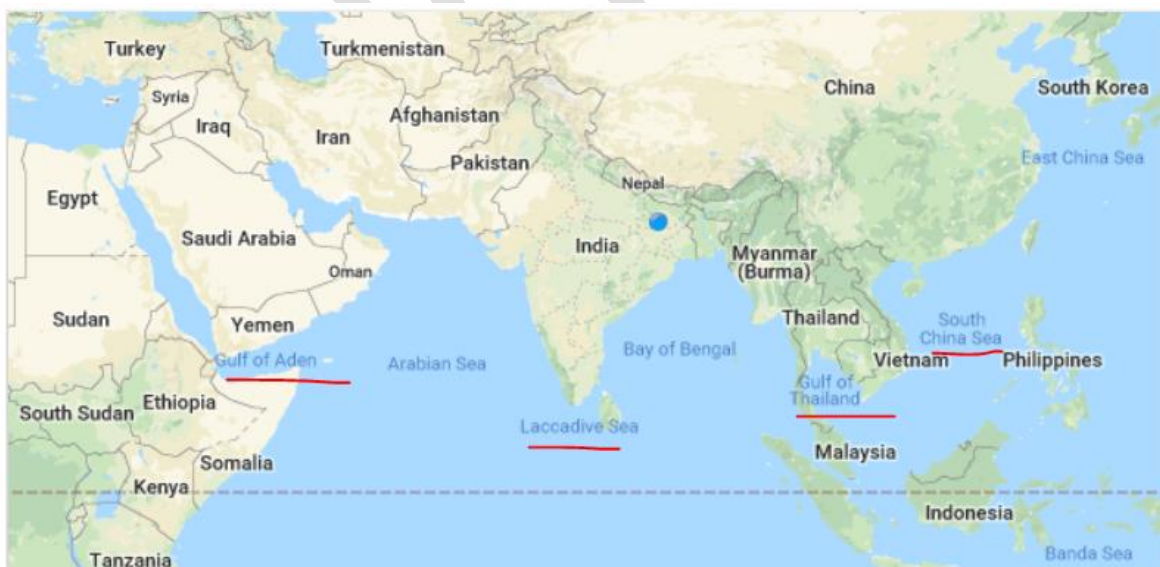 Turkey
Turkmenistan
China
South Korea
Syria
Afghanistan
Iraq
Iran
Pakistan
East China Sea
Nepal
Egypt
Saudi Arabia
India
Myanmar
(Burma)
Oman
Sudan
Yemen
Thailand
South
China Sea
Gulf of Aden
Arabian Sea
Bay of Bengal
Vietnam
Philippines
Gulf of
Thailand
Ethiopia
South Sudan
Laccadive Sea
Malaysia
Somalia
Kenya
Indonesia
Tanzania
Banda Sea